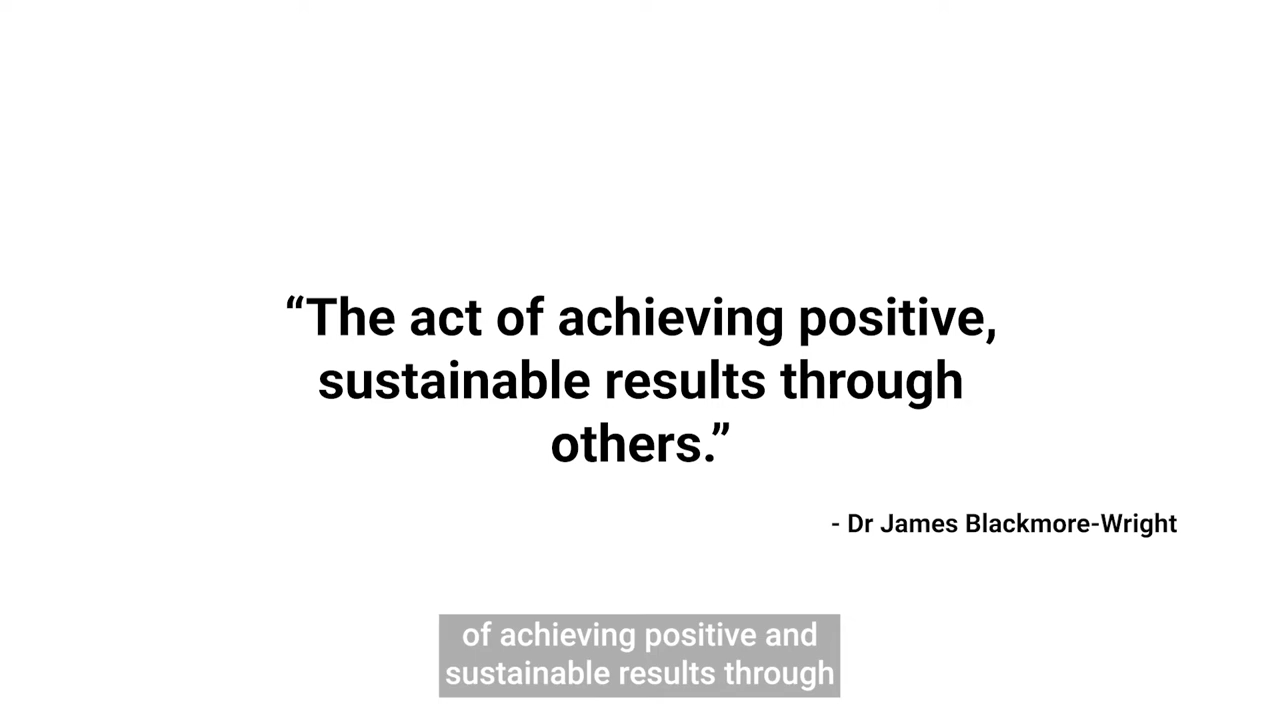 “The act of achieving positive,
sustainable results through
others.”
- Dr James Blackmore-Wright
of achieving positive and
sustainable results through